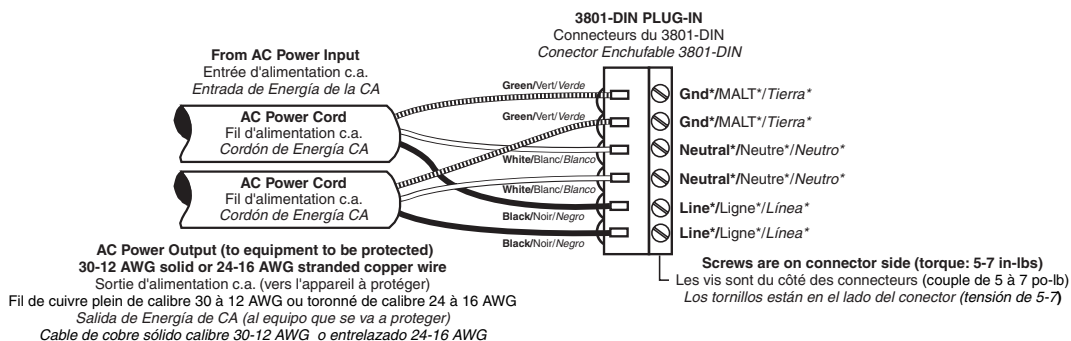 3801-DIN PLUG-IN
Connecteurs du 3801-DIN
Conector Enchufable 3801-DIN
From AC Power Input
Entrée d'alimentation c.a.
Entrada de Energía de la CA
AC Power Cord
Fil d'alimentation c.a.
Cordón de Energía CA
AC Power Cord
Fil d'alimentation c.a.
Cordón de Energía CA
Green/Vert/Verde
Green/Vert/Verde
White/Blanc/Blanco
White/Blanc/Blanco
Black/Noir/Negro
Black/Noir/Negro
Gnd*/MALT*/Tierra*
Gnd*/MALT*/Tierra*
Neutral*/Neutre*/Neutro*
Neutral*/Neutre*/Neutro*
Line*/Ligne*/Línea*
Line*/Ligne*/Línea*
AC Power Output (to equipment to be protected)
30-12 AWG solid or 24-16 AWG stranded copper wire
Sortie d'alimentation c.a. (vers l'appareil à protéger)
Fil de cuivre plein de calibre 30 à 12 AWG ou toronné de calibre 24 à 16 AWG
Salida de Energía de CA (al equipo que se va a proteger)
Cable de cobre sólido calibre 30-12 AWG o entrelazado 24-16 AWG
Screws are on connector side (torque: 5-7 in-lbs)
Les vis sont du côté des connecteurs (couple de 5 à 7 po-lb)
Los tornillos están en el lado del conector (tensión de 5-7)